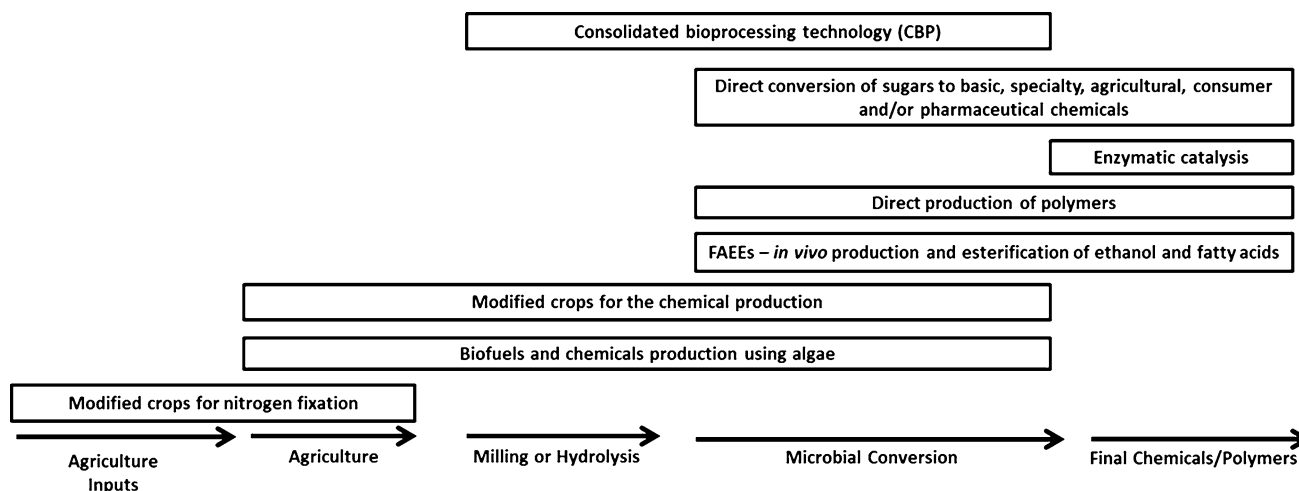 Consolidated bioprocessing technology (CBP)
Direct conversion of sugars to basic, specialty, agricultural, consumer
and/or pharmaceutical chemicals
Enzymatic catalysis
Direct production of polymers
FAEEs – in vivo production and esterification of ethanol and fatty acids
Modified crops for the chemical production
Biofuels and chemicals production using algae
Modified crops for nitrogen fixation
Agriculture
Inputs
Agriculture
Milling or Hydrolysis
Microbial Conversion
Final Chemicals/Polymers